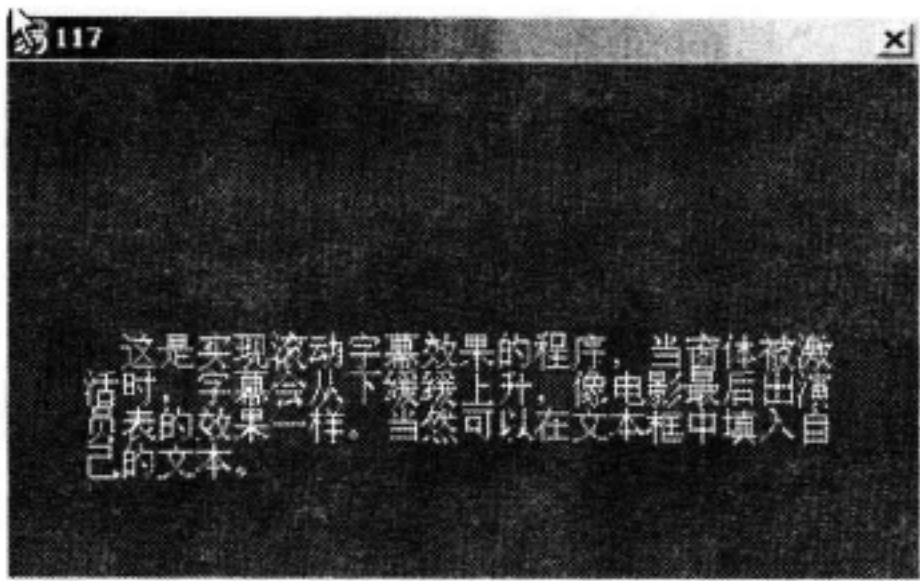 117
这是实现滚动字幕效果的程序，当窗体被激
活时，字幕会从下缓缓上升，像电影最后出演
员表的效果一样。当然可以在文本框中填入自
己的文本。